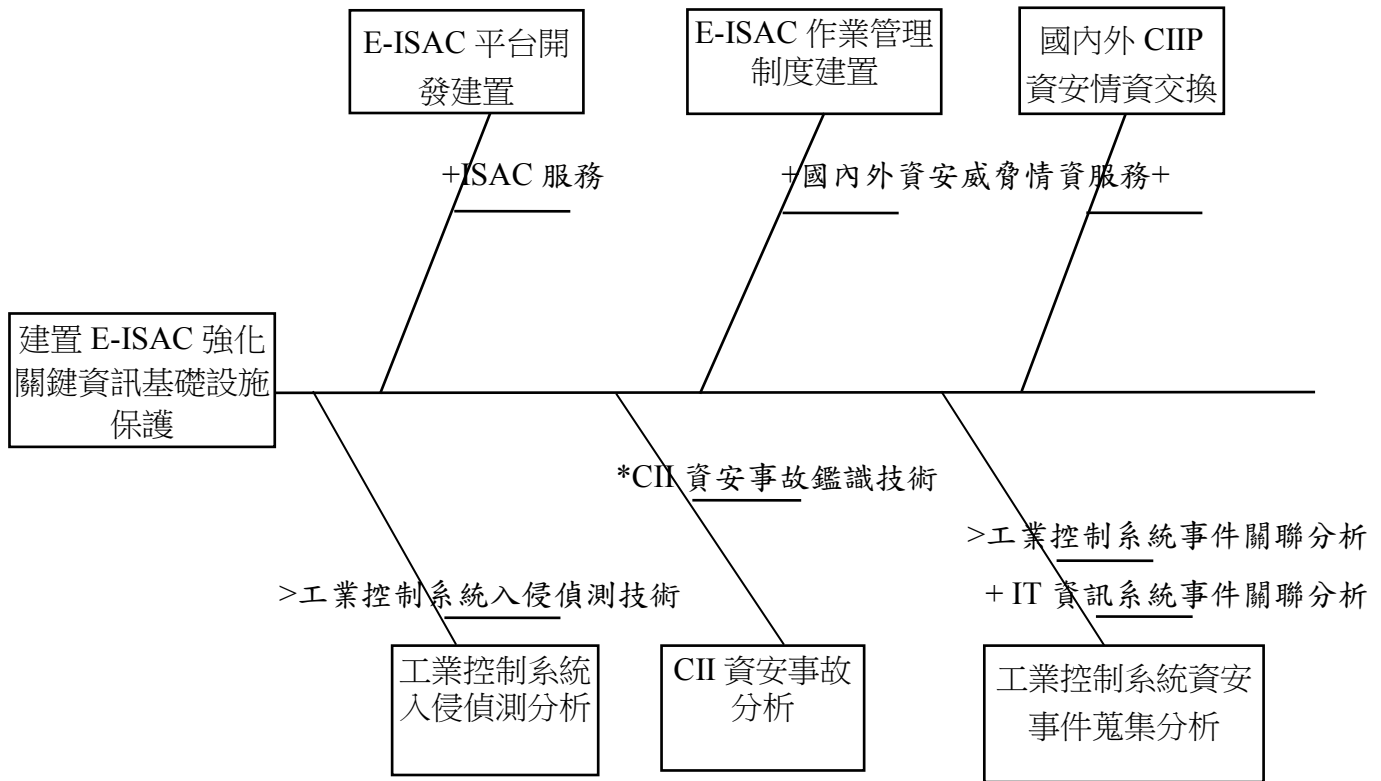 E-ISAC 平台開
發建置
E-ISAC 作業管理
制度建置
國內外 CIIP
資安情資交換
+ISAC 服務
+國內外資安威脅情資服務+
建置 E-ISAC 強化
關鍵資訊基礎設施
保護
*CII 資安事故鑑識技術
>工業控制系統事件關聯分析
>工業控制系統入侵偵測技術
+ IT 資訊系統事件關聯分析
工業控制系統
入侵偵測分析
CII 資安事故
分析
工業控制系統資安
事件蒐集分析